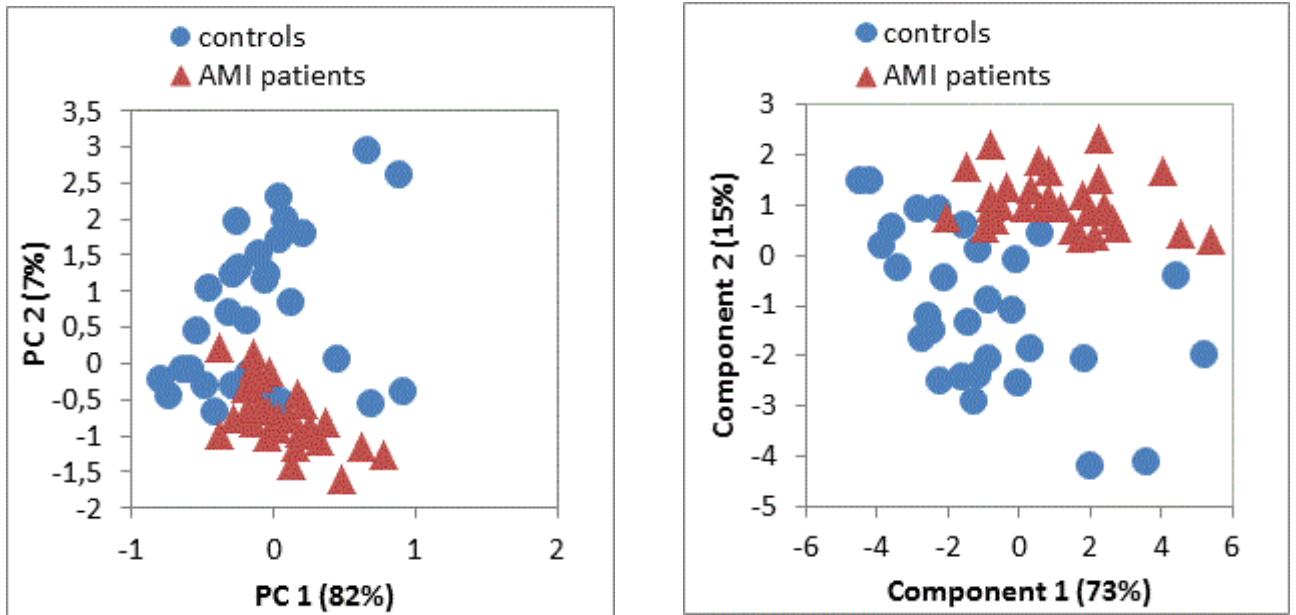 controls
AMI patients
3,5
3
2,5
2
1,5
1
0,5
0
-0,5
-1
-1,5
-2
-1 0 1 2
PC 2 (7%)
PC 1 (82%)
controls
AMI patients
3
2
1
0
-1
-2
-3
-4
-5
-6 -4 -2 0 2 4 6
Component 2 (15%)
Component 1 (73%)